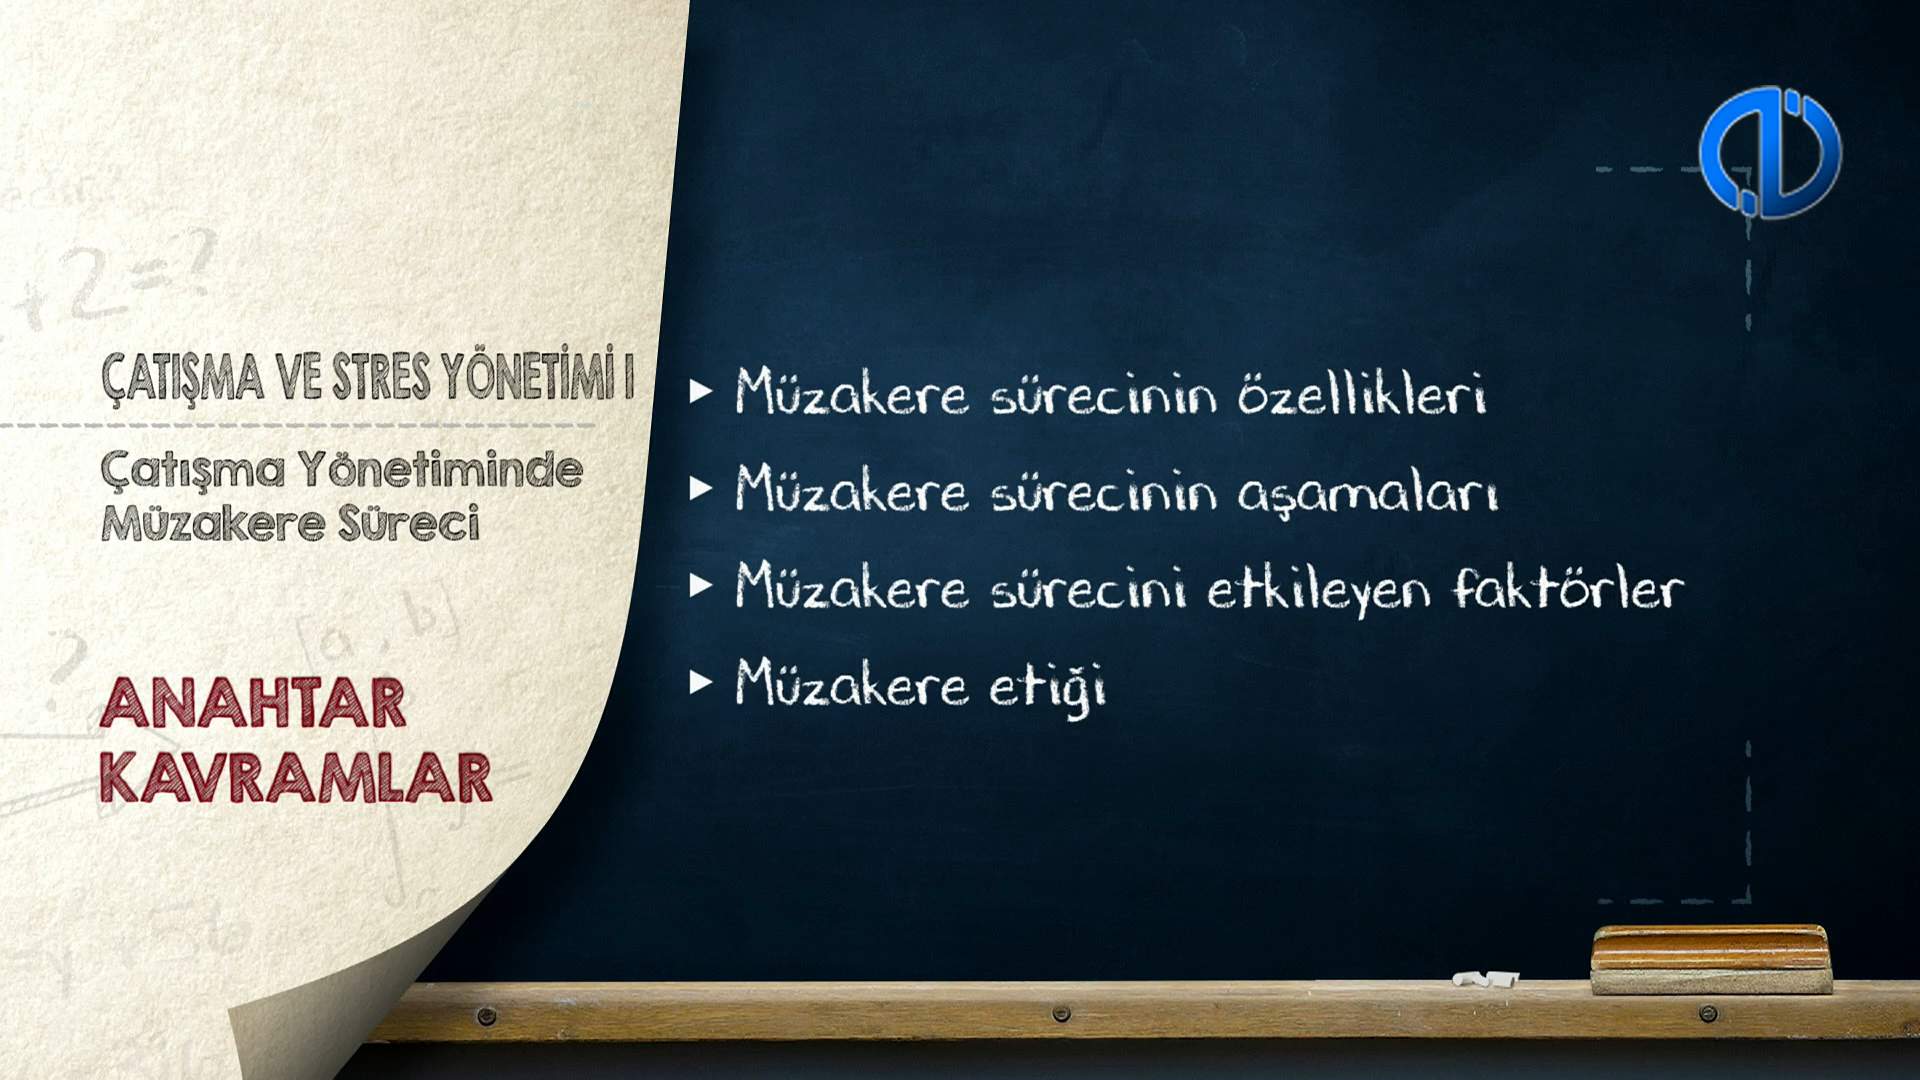 ÇATIŞMA VE STRES YÖNETİMİ I
Çatışma Yönetiminde
Müzakere Süreci
ANAHTAR
KAVRAMLAR
▶ Müzakere sürecinin özellikleri
▶ Müzakere sürecinin aşamaları
▶ Müzakere sürecini etkileyen faktörler
▶ Müzakere etiği
+2=?
?
[a, b]